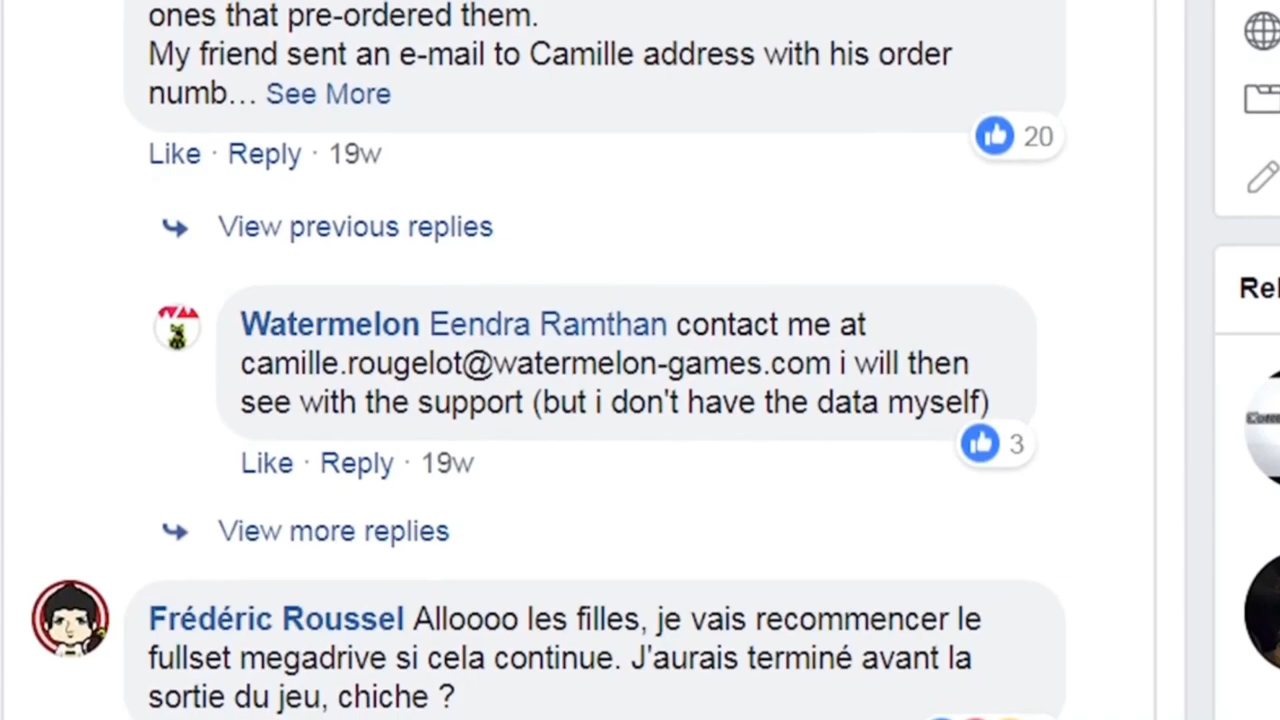 ones that pre-ordered them.
My friend sent an e-mail to Camille address with his order
numb... See More
20
Like · Reply · 19w
View previous replies
Rel
Watermelon Eendra Ramthan contact me at
camille.rougelot@watermelon-games.com i will then
see with the support (but i don't have the data myself)
3
Like · Reply · 19w
View more replies
Frédéric Roussel Alloooo les filles, je vais recommencer le
fullset megadrive si cela continue. J'aurais terminé avant la
sortie du jeu, chiche ?